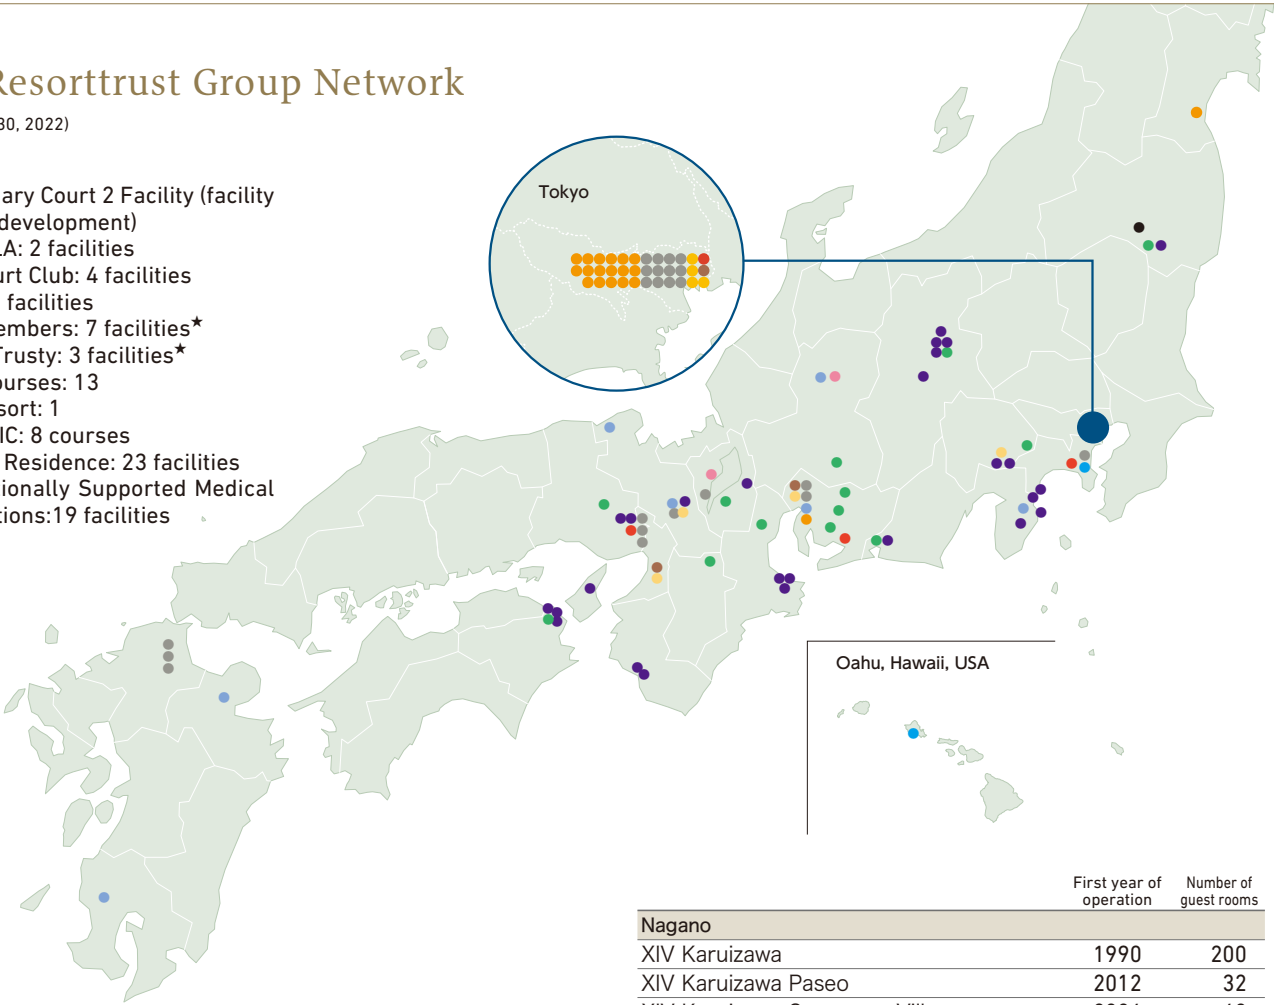 Resorttrust Group Network
30, 2022)
ary Court 2 Facility (facility
development)
LA: 2 facilities
urt Club: 4 facilities
facilities
embers: 7 facilities★
Trusty: 3 facilities★
ourses: 13
sort: 1
IC: 8 courses
Residence: 23 facilities
ionally Supported Medical
tions:19 facilities
Tokyo
Oahu, Hawaii, USA
First year of operation
Number of guest rooms
Nagano
XIV Karuizawa 1990 200
XIV Karuizawa Paseo 2012 32